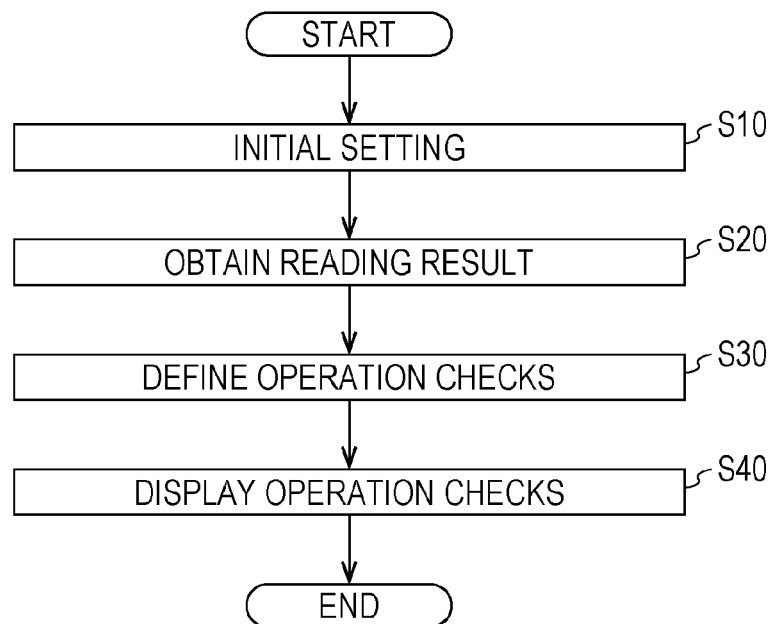 START
INITIAL SETTING
S10
OBTAIN READING RESULT
S20
DEFINE OPERATION CHECKS
S30
DISPLAY OPERATION CHECKS
S40
END